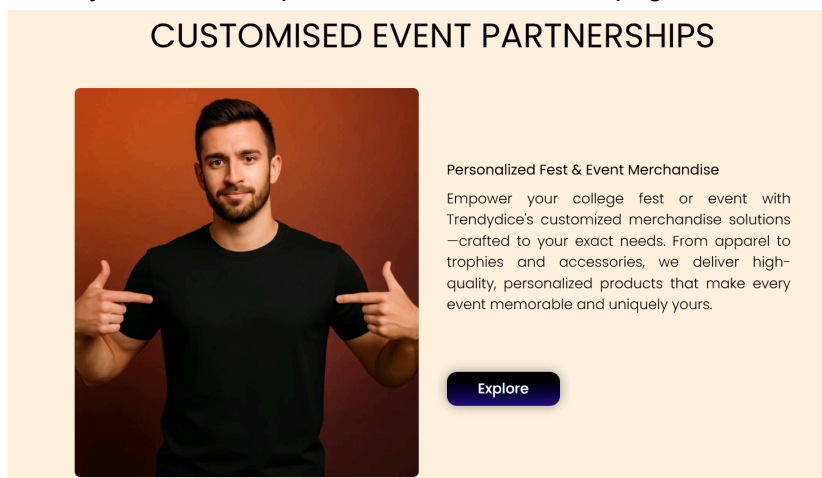 CUSTOMISED EVENT PARTNERSHIPS
Personalized Fest & Event Merchandise
Empower your college fest or event with
Trendydice's customized merchandise solutions
—crafted to your exact needs. From apparel to
trophies and accessories, we deliver high-
quality, personalized products that make every
event memorable and uniquely yours.
Explore